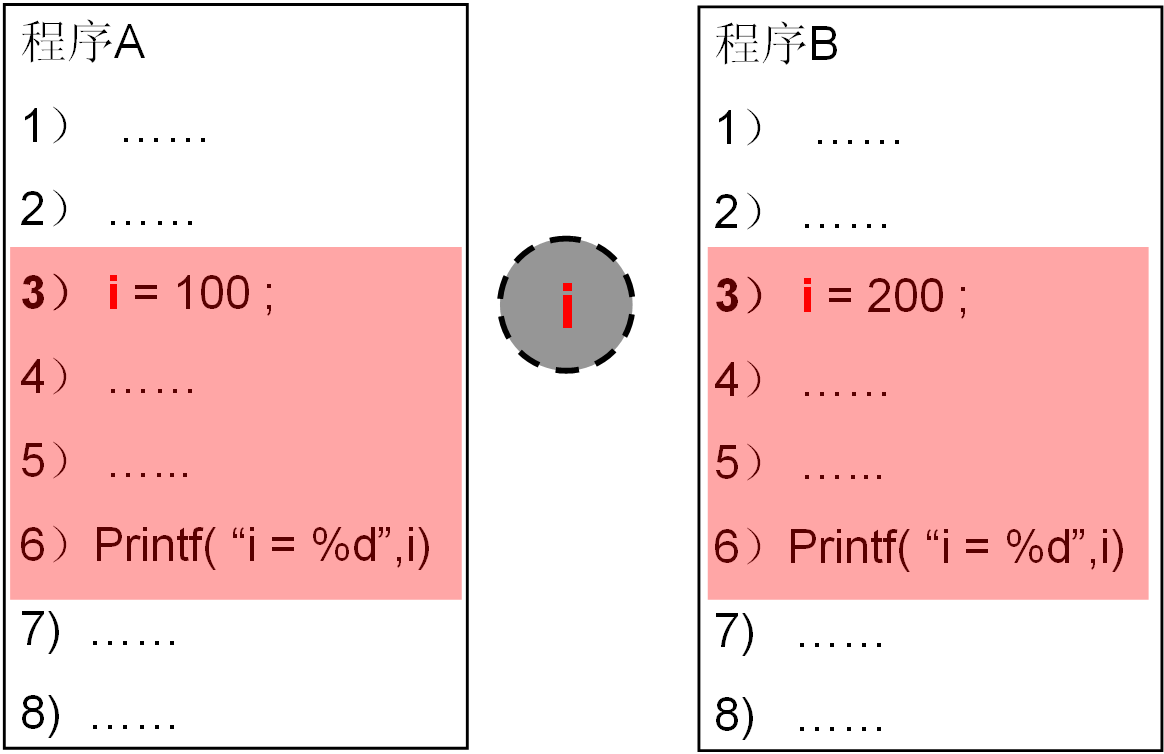 程序A
1） ……
2） ……
3） i = 100 ;
4） ……
5） …...
6）Printf( “i = %d”,i)
7) ……
8) ……
i
程序B
1） ……
2） ……
3） i = 200 ;
4） ……
5） …...
6）Printf( “i = %d”,i)
7) ……
8) ……